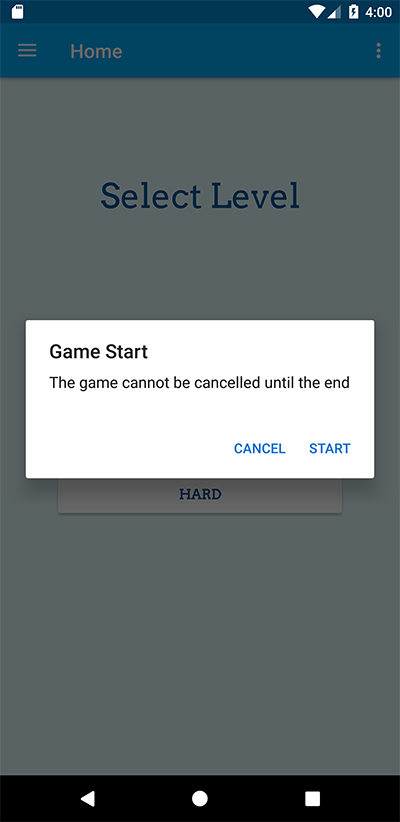 4:00
Home
Select Level
Game Start
The game cannot be cancelled until the end
CANCEL START
HARD